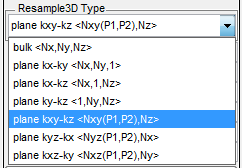 Resample3D Type
plane kxy-kz <Nxy(P1,P2),Nz>
bulk <Nx,Ny,Nz>
plane kx-ky <Nx,Ny,1>
plane kx-kz <Nx,1,Nz>
plane ky-kz <1,Ny,Nz>
plane kxy-kz <Nxy(P1,P2),Nz>
plane kyz-kx <Nyz(P1,P2),Nx>
plane kxz-ky <Nxz(P1,P2),Ny>